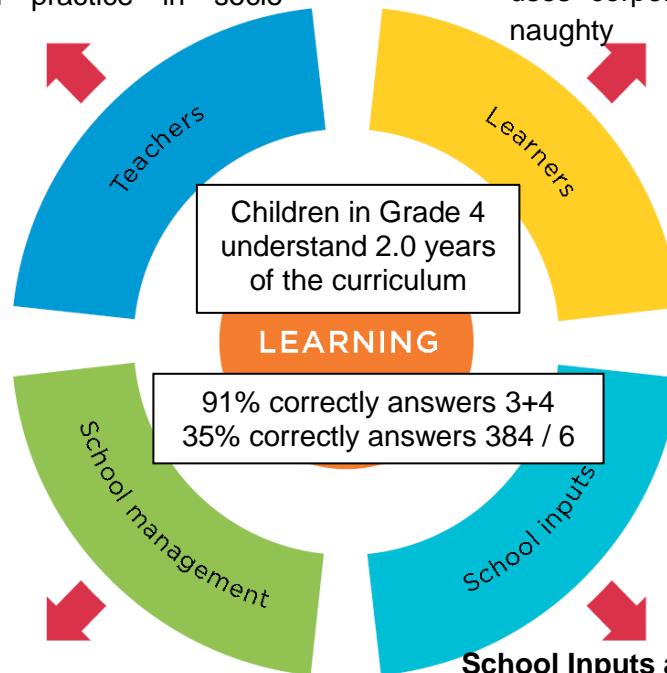 practice in socio
naughty
Teachers
Learners
Children in Grade 4
understand 2.0 years
of the curriculum
LEARNING
91% correctly answers 3+4
35% correctly answers 384 / 6
School management
School inputs
School Inputs a